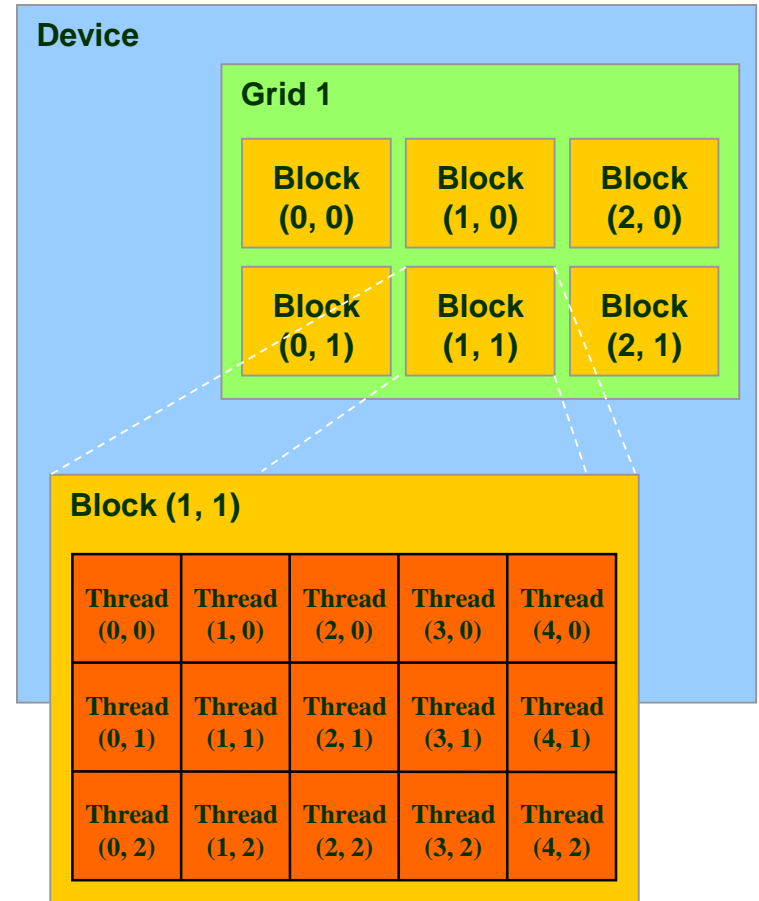 Device
Grid 1
Block Block Block
(0, 0) (1, 0) (2, 0)
Block Block Block
(0, 1) (1, 1) (2, 1)
Block (1, 1)
Thread Thread Thread Thread Thread
(0, 0) (1, 0) (2, 0) (3, 0) (4, 0)
Thread Thread Thread Thread Thread
(0, 1) (1, 1) (2, 1) (3, 1) (4, 1)
Thread Thread Thread Thread Thread
(0, 2) (1, 2) (2, 2) (3, 2) (4, 2)